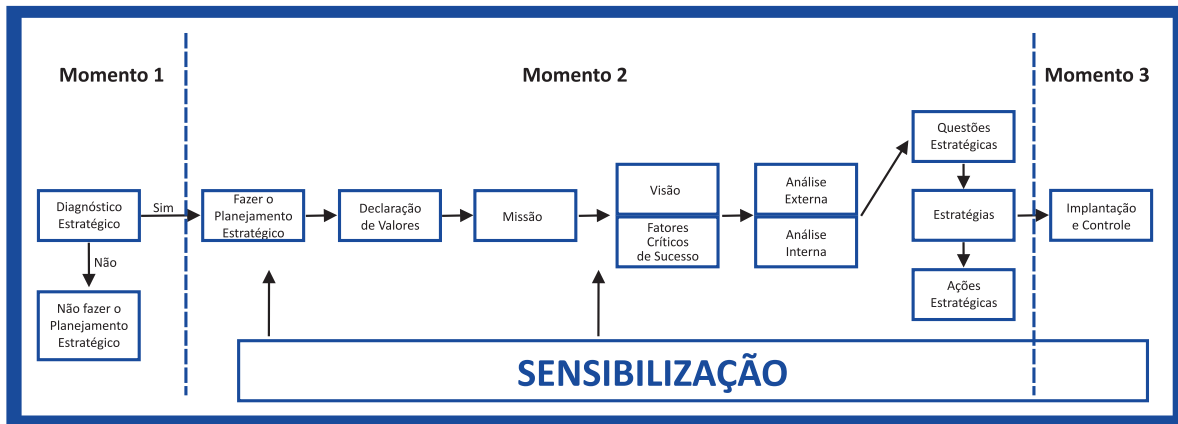 Momento 1
Momento 2
Momento 3
Diagnóstico
Estratégico
Sim
Não
Não fazer o
Planejamento
Estratégico
Fazer o
Planejamento
Estratégico
Declaração
de Valores
Missão
Visão
Fatores
Críticos
de Sucesso
Análise
Externa
Análise
Interna
Questões
Estratégicas
Estratégias
Ações
Estratégicas
Implantação
e Controle
SENSIBILIZAÇÃO